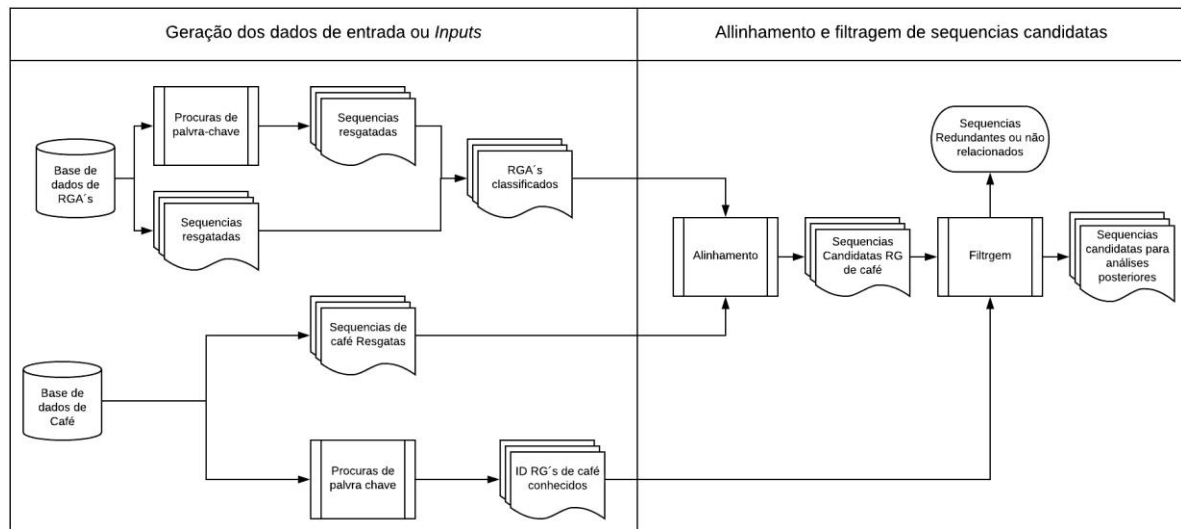 Geração dos dados de entrada ou Inputs
Allinhamento e filtragem de sequencias candidatas
Procuras de
palvra-chave
Sequencias
resgatadas
Base de
dados de
RGA´s
Sequencias
resgatadas
RGA´s
classificados
Sequencias
Redundantes ou não
relacionados
Alinhamento
Sequencias
Candidatas RG
de café
Filtrgem
Sequencias
candidatas para
análises
posteriores
Sequencias de
café Resgatas
Base de
dados de
Café
Procuras de
palvra chave
ID RG´s de café
conhecidos